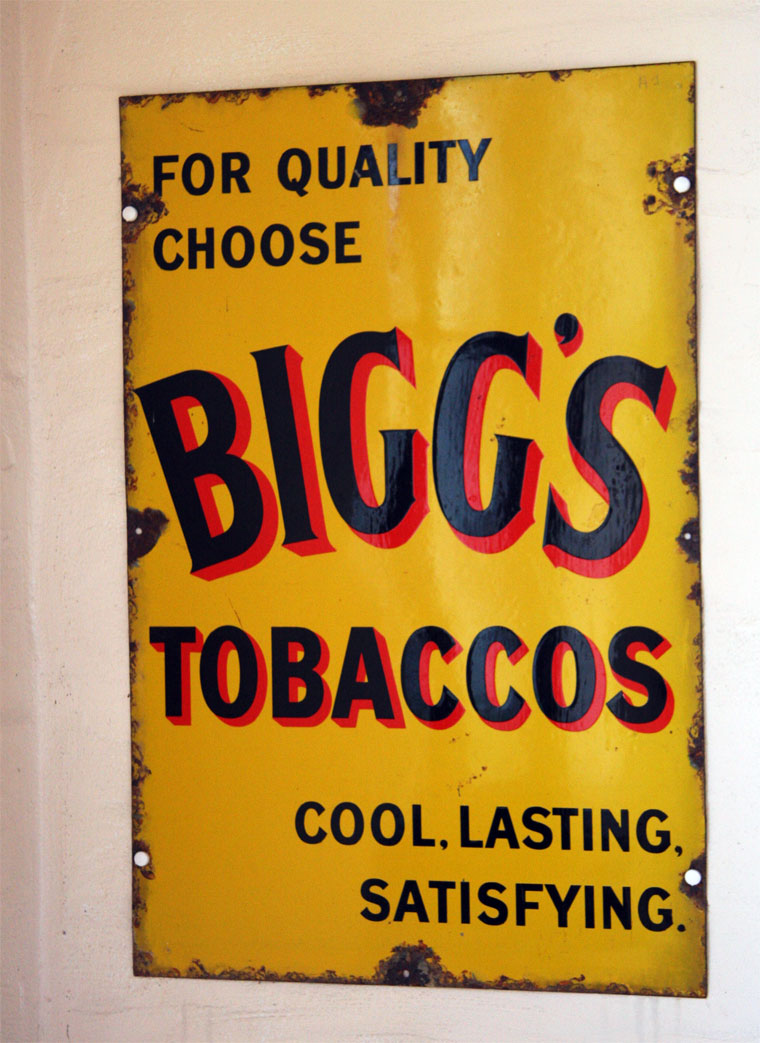 FOR QUALITY
CHOOSE
BIGG'S
TOBACCOS
COOL, LASTING,
SATISFYING.